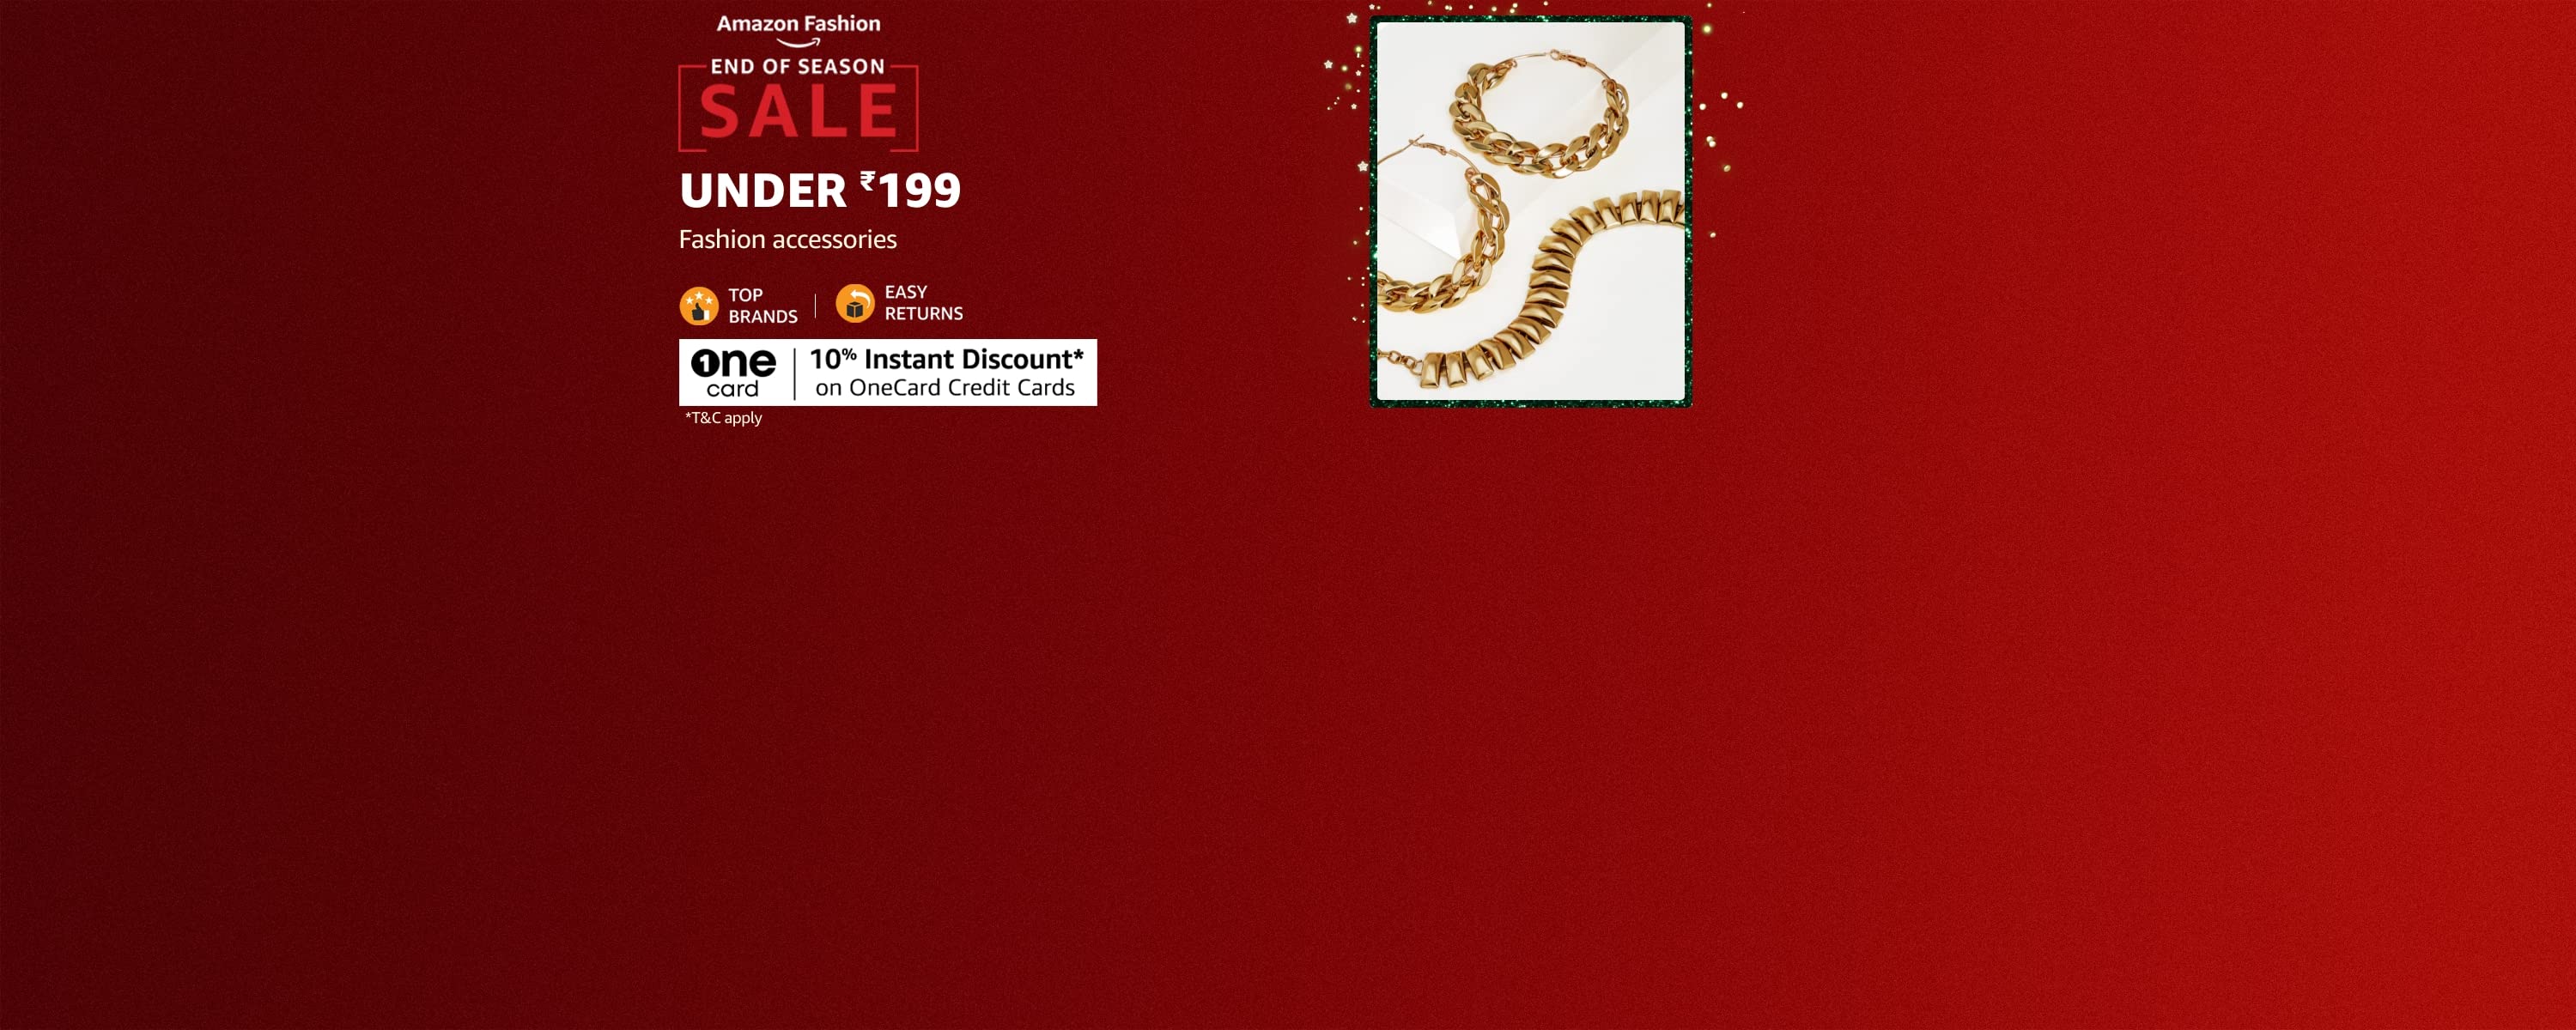 Amazon Fashion
END OF SEASON
SALE
UNDER ₹199
Fashion accessories
TOP
BRANDS
EASY
RETURNS
one
card
10% Instant Discount*
on OneCard Credit Cards
*T&C apply